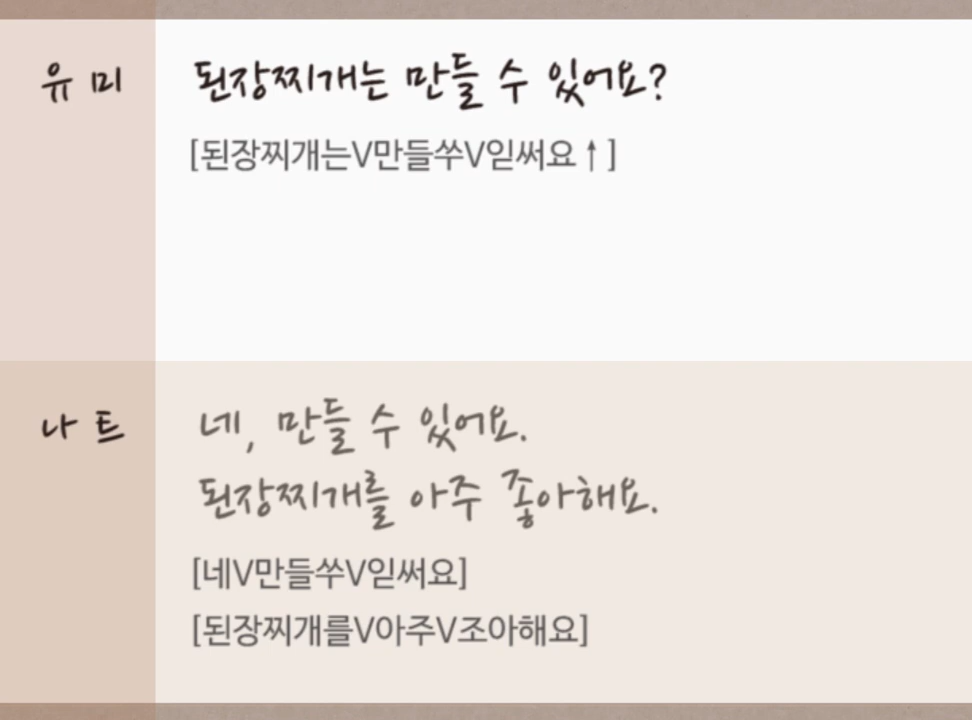 유미
된장찌개는 만들 수 있어요?
[된장찌개는V만들쑤V읻써요↑]
나트
네, 만들 수 있어요.
된장찌개를 아주 좋아해요.
[네V만들쑤V읻써요]
[된장찌개를V아주V조아해요]